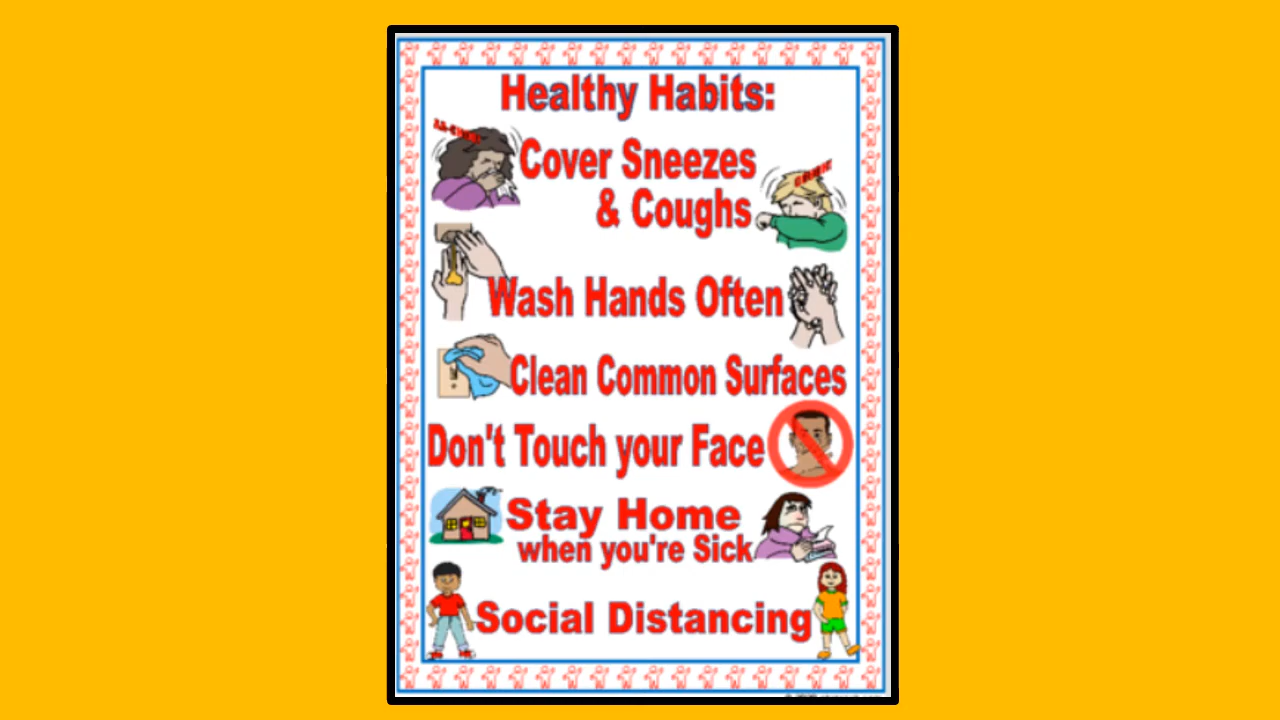 Healthy Habits:
Cover Sneezes
& Coughs
Wash Hands Often
Clean Common Surfaces
Don't Touch your Face
Stay Home
when you're Sick
Social Distancing